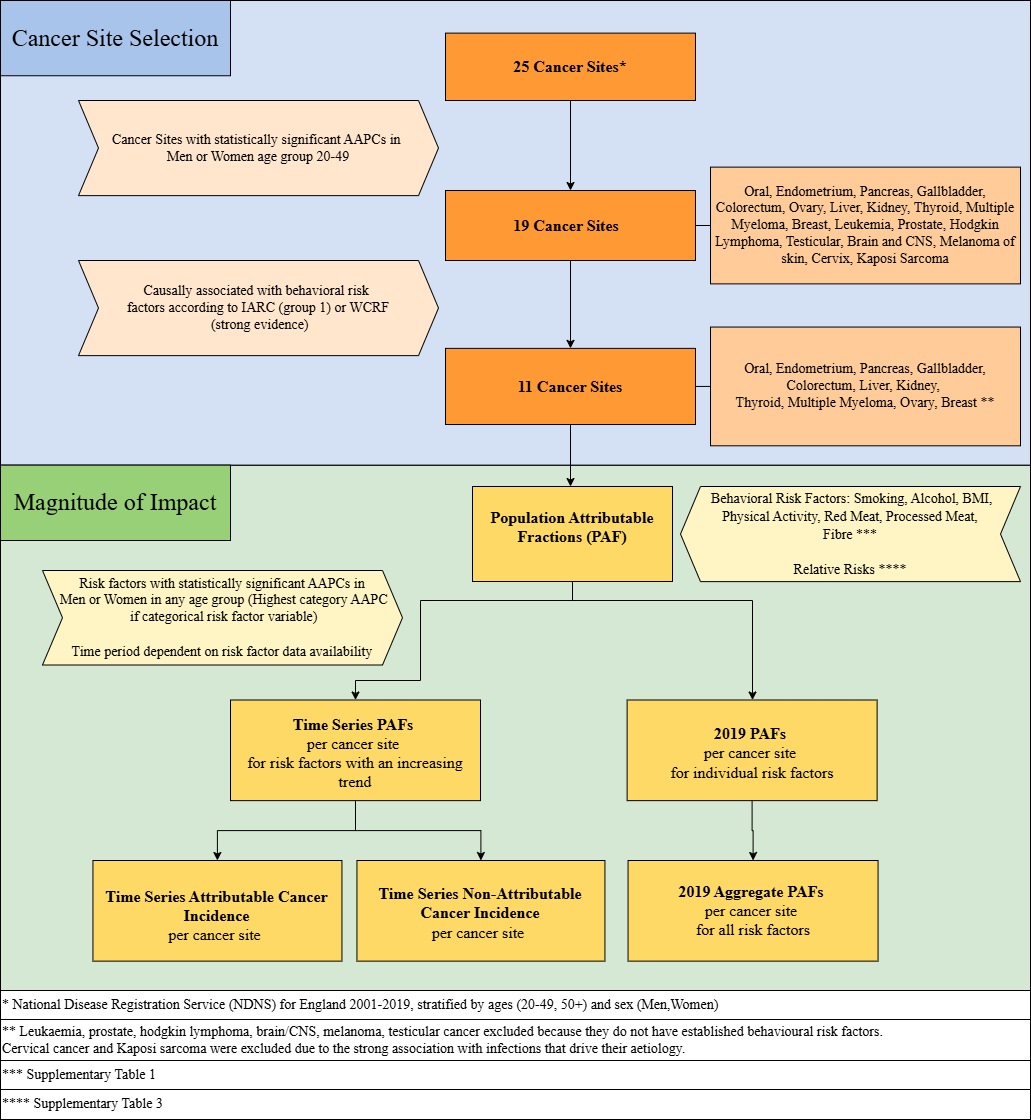 Cancer Site Selection
25 Cancer Sites*
Cancer Sites with statistically significant AAPCs in
Men or Women age group 20-49
19 Cancer Sites
Oral, Endometrium, Pancreas, Gallbladder,
Colorectum, Ovary, Liver, Kidney, Thyroid, Multiple
Myeloma, Breast, Leukemia, Prostate, Hodgkin
Lymphoma, Testicular, Brain and CNS, Melanoma of
skin, Cervix, Kaposi Sarcoma
Causally associated with behavioral risk
factors according to IARC (group 1) or WCRF
(strong evidence)
11 Cancer Sites
Oral, Endometrium, Pancreas, Gallbladder,
Colorectum, Liver, Kidney,
Thyroid, Multiple Myeloma, Ovary, Breast **
Magnitude of Impact
Population Attributable
Fractions (PAF)
Behavioral Risk Factors: Smoking, Alcohol, BMI,
Physical Activity, Red Meat, Processed Meat,
Fibre ***
Relative Risks ****
Risk factors with statistically significant AAPCs in
Men or Women in any age group (Highest category AAPC
if categorical risk factor variable)
Time period dependent on risk factor data availability
Time Series PAFs
per cancer site
for risk factors with an increasing
trend
2019 PAFs
per cancer site
for individual risk factors
Time Series Attributable Cancer
Incidence
per cancer site
Time Series Non-Attributable
Cancer Incidence
per cancer site
2019 Aggregate PAFs
per cancer site
for all risk factors
* National Disease Registration Service (NDNS) for England 2001-2019, stratified by ages (20-49, 50+) and sex (Men,Women)
** Leukaemia, prostate, hodgkin lymphoma, brain/CNS, melanoma, testicular cancer excluded because they do not have established behavioural risk factors.
Cervical cancer and Kaposi sarcoma were excluded due to the strong association with infections that drive their aetiology.
*** Supplementary Table 1
**** Supplementary Table 3